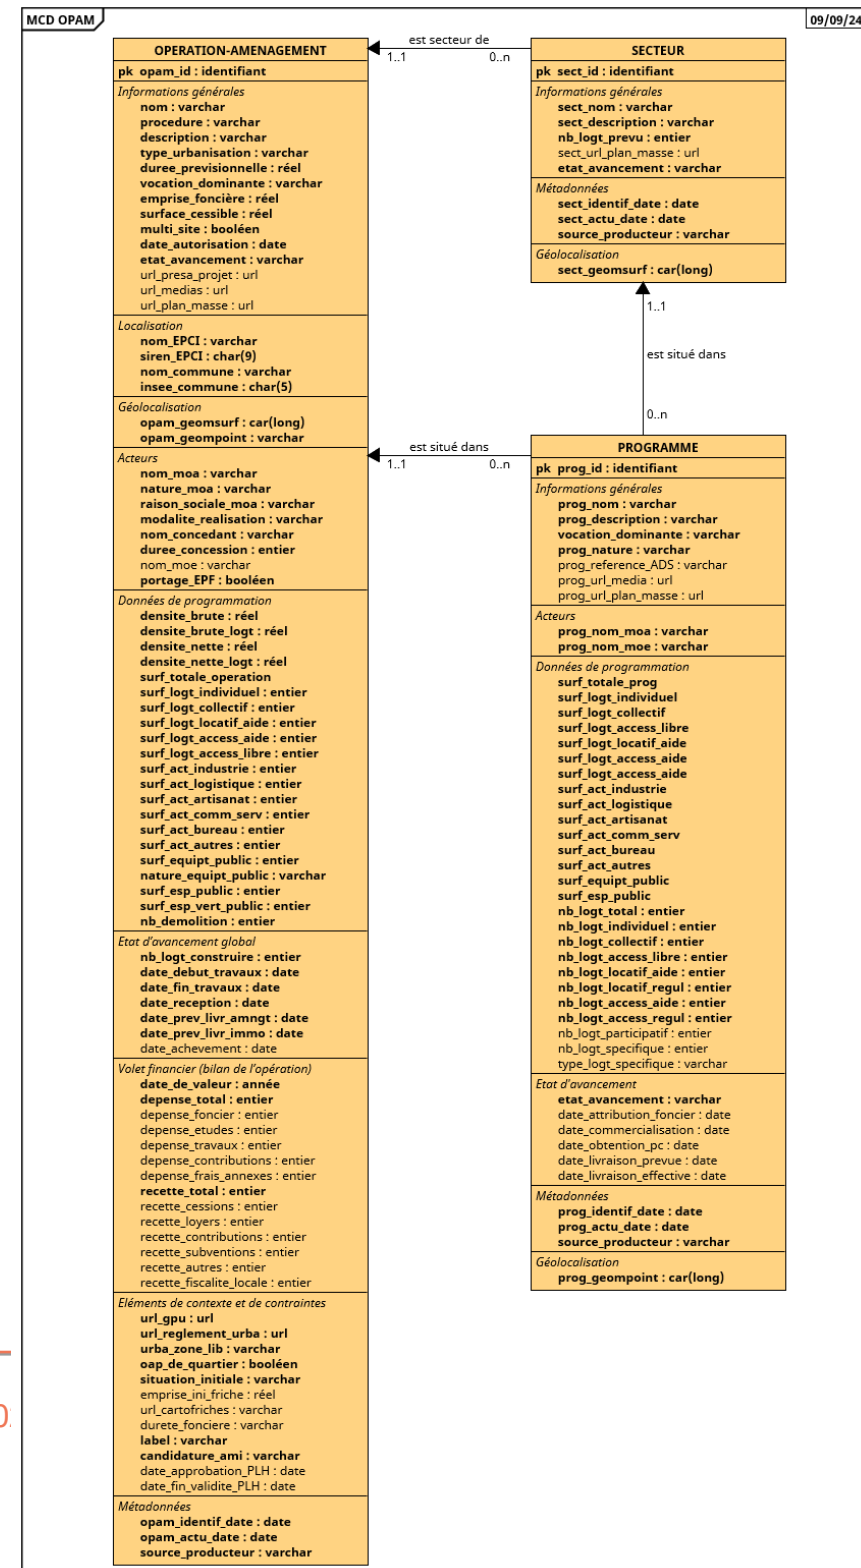 MCD OPAM
09/09/24
OPERATION-AMENAGEMENT
pk opam_id : identifiant
Informations générales
nom : varchar
procedure : varchar
description : varchar
type_urbanisation : varchar
duree_previsionnelle : réel
vocation_dominante : varchar
emprise_foncière : réel
surface_cessible : réel
multi_site : booléen
date_autorisation : date
etat_avancement : varchar
url_presa_projet : url
url_medias : url
url_plan_masse : url
Localisation
nom_EPCI : varchar
siren_EPCI : char(9)
nom_commune : varchar
insee_commune : char(5)
Géolocalisation
opam_geomsurf : car(long)
opam_geompoint : varchar
Acteurs
nom_moa : varchar
nature_moa : varchar
raison_sociale_moa : varchar
modalite_realisation : varchar
nom_concedant : varchar
duree_concession : entier
nom_moe : varchar
portage_EPF : booléen
Données de programmation
densite_brute : réel
densite_brute_logt : réel
densite_nette : réel
densite_nette_logt : réel
surf_totale_operation
surf_logt_individuel : entier
surf_logt_collectif : entier
surf_logt_locatif_aide : entier
surf_logt_access_aide : entier
surf_logt_access_libre : entier
surf_act_industrie : entier
surf_act_logistique : entier
surf_act_artisanat : entier
surf_act_comm_serv : entier
surf_act_bureau : entier
surf_act_autres : entier
surf_equipt_public : entier
nature_equipt_public : varchar
surf_esp_public : entier
surf_esp_vert_public : entier
nb_demolition : entier
Etat d'avancement global
nb_logt_construire : entier
date_debut_travaux : date
date_fin_travaux : date
date_reception : date
date_prev_livr_amngt : date
date_prev_livr_immo : date
date_achevement : date
Volet financier (bilan de l'opération)
date_de_valeur : année
depense_total : entier
depense_foncier : entier
depense_etudes : entier
depense_travaux : entier
depense_contributions : entier
depense_frais_annexes : entier
recette_total : entier
recette_cessions : entier
recette_loyers : entier
recette_contributions : entier
recette_subventions : entier
recette_autres : entier
recette_fiscalite_locale : entier
Eléments de contexte et de contraintes
url_gpu : url
url_reglement_urba : url
urba_zone_lib : varchar
oap_de_quartier : booléen
situation_initiale : varchar
emprise_ini_friche : réel
url_cartofriches : varchar
durete_fonciere : varchar
label : varchar
candidature_ami : varchar
date_approbation_PLH : date
date_fin_validite_PLH : date
Métadonnées
opam_identif_date : date
opam_actu_date : date
source_producteur : varchar
est secteur de
1..1
0..n
SECTEUR
pk sect_id : identifiant
Informations générales
sect_nom : varchar
sect_description : varchar
nb_logt_prevu : entier
sect_url_plan_masse : url
etat_avancement : varchar
Métadonnées
sect_identif_date : date
sect_actu_date : date
source_producteur : varchar
Géolocalisation
sect_geomsurf : car(long)
1..1
est situé dans
0..n
est situé dans
1..1
0..n
PROGRAMME
pk prog_id : identifiant
Informations générales
prog_nom : varchar
prog_description : varchar
vocation_dominante : varchar
prog_nature : varchar
prog_reference_ADS : varchar
prog_url_media : url
prog_url_plan_masse : url
Acteurs
prog_nom_moa : varchar
prog_nom_moe : varchar
Données de programmation
surf_totale_prog
surf_logt_individuel
surf_logt_collectif
surf_logt_access_libre
surf_logt_locatif_aide
surf_logt_access_aide
surf_logt_access_aide
surf_act_industrie
surf_act_logistique
surf_act_artisanat
surf_act_comm_serv
surf_act_bureau
surf_act_autres
surf_equipt_public
surf_esp_public
nb_logt_total : entier
nb_logt_individuel : entier
nb_logt_collectif : entier
nb_logt_access_libre : entier
nb_logt_locatif_aide : entier
nb_logt_locatif_regul : entier
nb_logt_access_aide : entier
nb_logt_access_regul : entier
nb_logt_participatif : entier
nb_logt_specifique : entier
type_logt_specifique : varchar
Etat d'avancement
etat_avancement : varchar
date_attribution_foncier : date
date_commercialisation : date
date_obtention_pc : date
date_livraison_prevue : date
date_livraison_effective : date
Métadonnées
prog_identif_date : date
prog_actu_date : date
source_producteur : varchar
Géolocalisation
prog_geompoint : car(long)